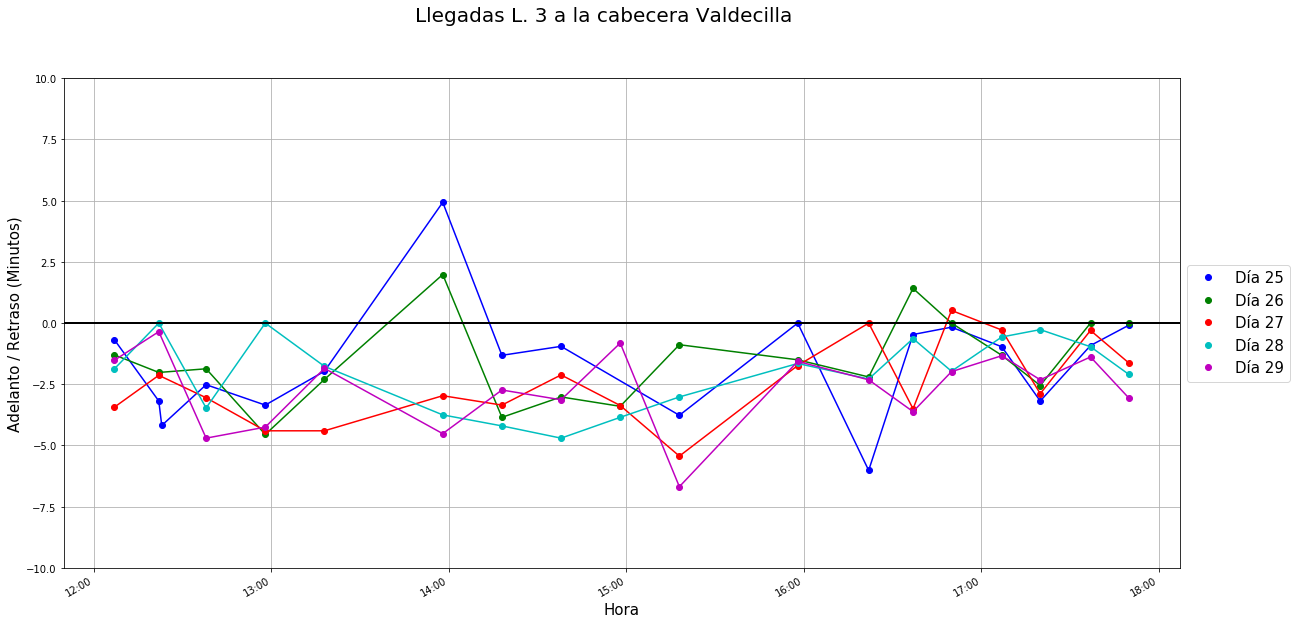 Llegadas L. 3 a la cabecera Valdecilla
Adelanto / Retraso (Minutos)
10.0
7.5
5.0
2.5
0.0
−2.5
−5.0
−7.5
−10.0
12:00
13:00
14:00
15:00
16:00
17:00
18:00
Hora
Día 25
Día 26
Día 27
Día 28
Día 29